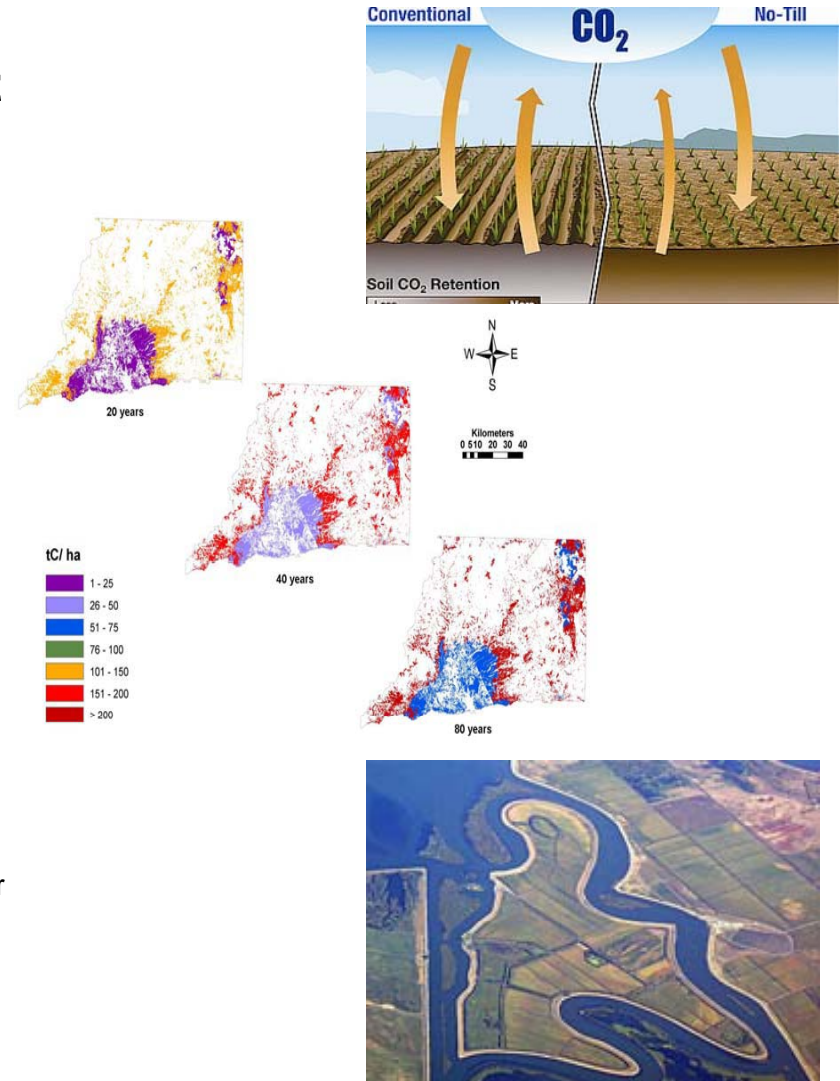 Conventional
CO2
No-Till
Soil CO2 Retention
N
W E
S
Kilometers
0 5 10 20 30 40
20 years
40 years
tC/ ha
1 - 25
26 - 50
51 - 75
76 - 100
101 - 150
151 - 200
> 200
80 years
r